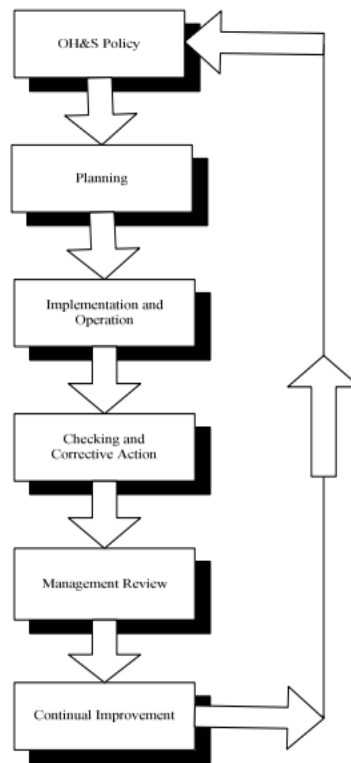 OH&S Policy
Planning
Implementation and
Operation
Checking and
Corrective Action
Management Review
Continual Improvement